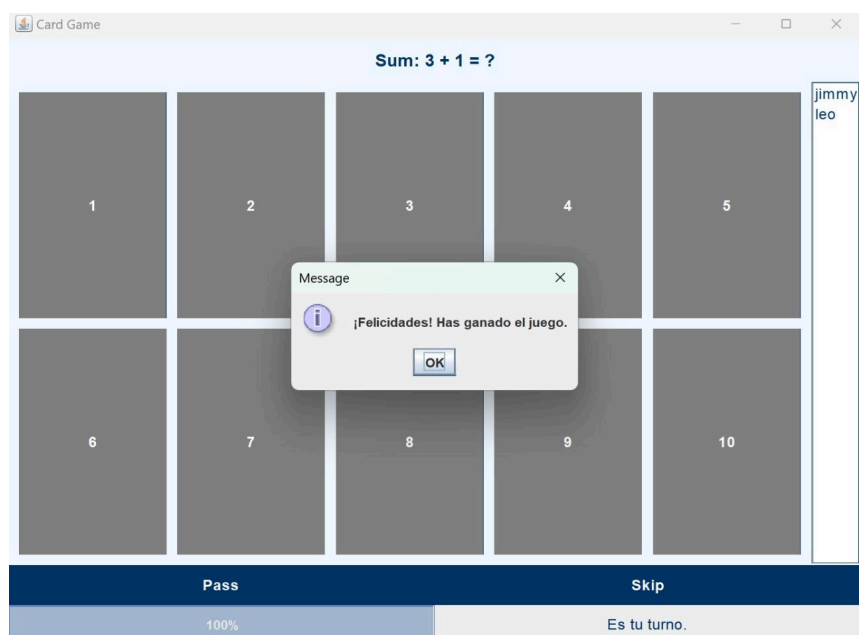 Card Game
Sum: 3 + 1 = ?
jimmy
leo
1 2 3 4 5
Message
¡Felicidades! Has ganado el juego.
OK
6 7 8 9 10
Pass Skip
100% Es tu turno.